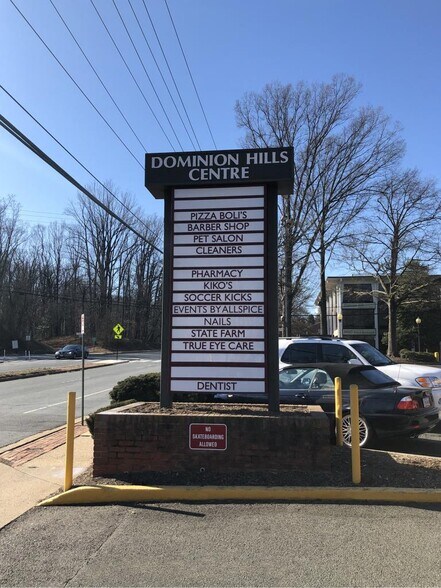 DOMINION HILLS
CENTRE
PIZZA BOLI'S
BARBER SHOP
PET SALON
CLEANERS
PHARMACY
KIKO'S
SOCCER KICKS
EVENTS BY ALLSPICE
NAILS
STATE FARM
TRUE EYE CARE
DENTIST
NO
SKATEBOARDING
ALLOWED